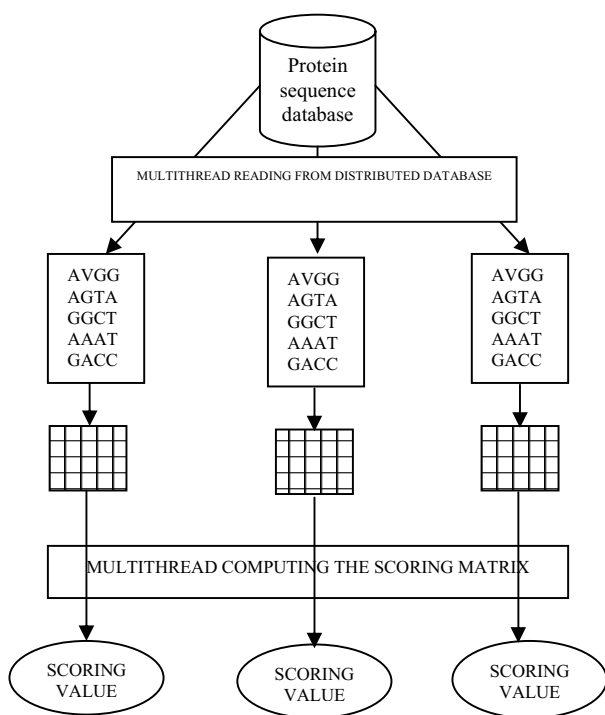 Protein
sequence
database
MULTITHREAD READING FROM DISTRIBUTED DATABASE
AVGG
AGTA
GGCT
AAAT
GACC
AVGG
AGTA
GGCT
AAAT
GACC
AVGG
AGTA
GGCT
AAAT
GACC
MULTITHREAD COMPUTING THE SCORING MATRIX
SCORING
VALUE
SCORING
VALUE
SCORING
VALUE